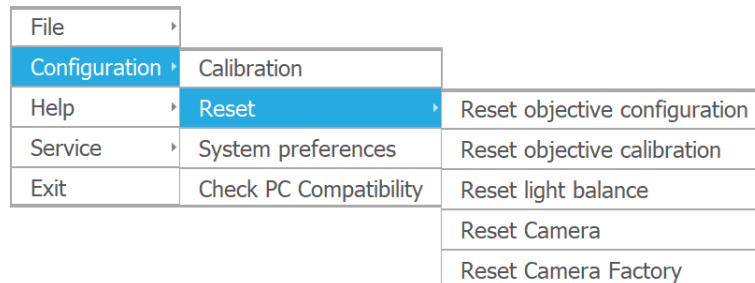 File
Configuration
Help
Service
Exit
Calibration
Reset
System preferences
Check PC Compatibility
Reset objective configuration
Reset objective calibration
Reset light balance
Reset Camera
Reset Camera Factory